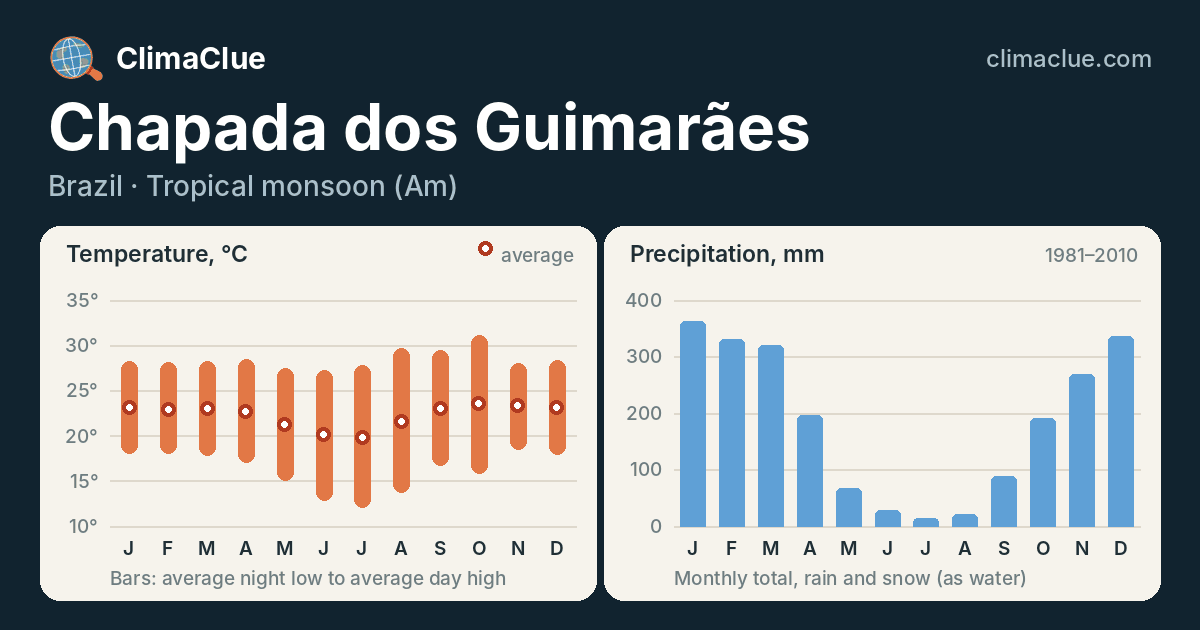 ClimaClue
climaclue.com
Chapada dos Guimarães
Brazil · Tropical monsoon (Am)
Temperature, °C
average
35°
30°
25°
20°
15°
10°
J F M A M J J A S O N D
Bars: average night low to average day high
Precipitation, mm
1981–2010
400
300
200
100
0
J F M A M J J A S O N D
Monthly total, rain and snow (as water)